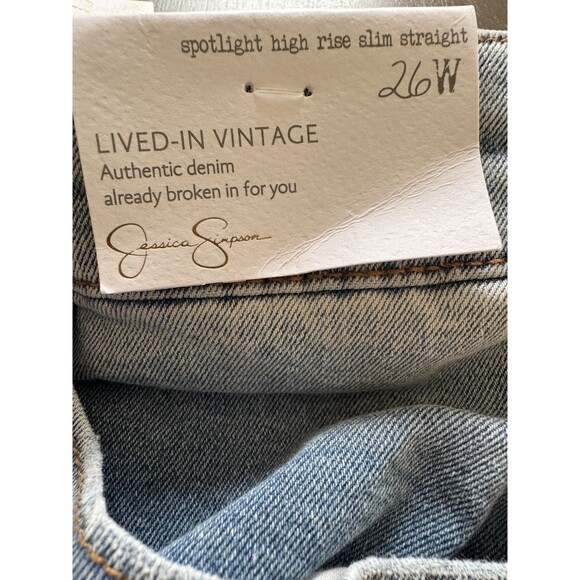 spotlight high rise slim straight
26W
LIVED-IN VINTAGE
Authentic denim
already broken in for you
Jessica Simpson